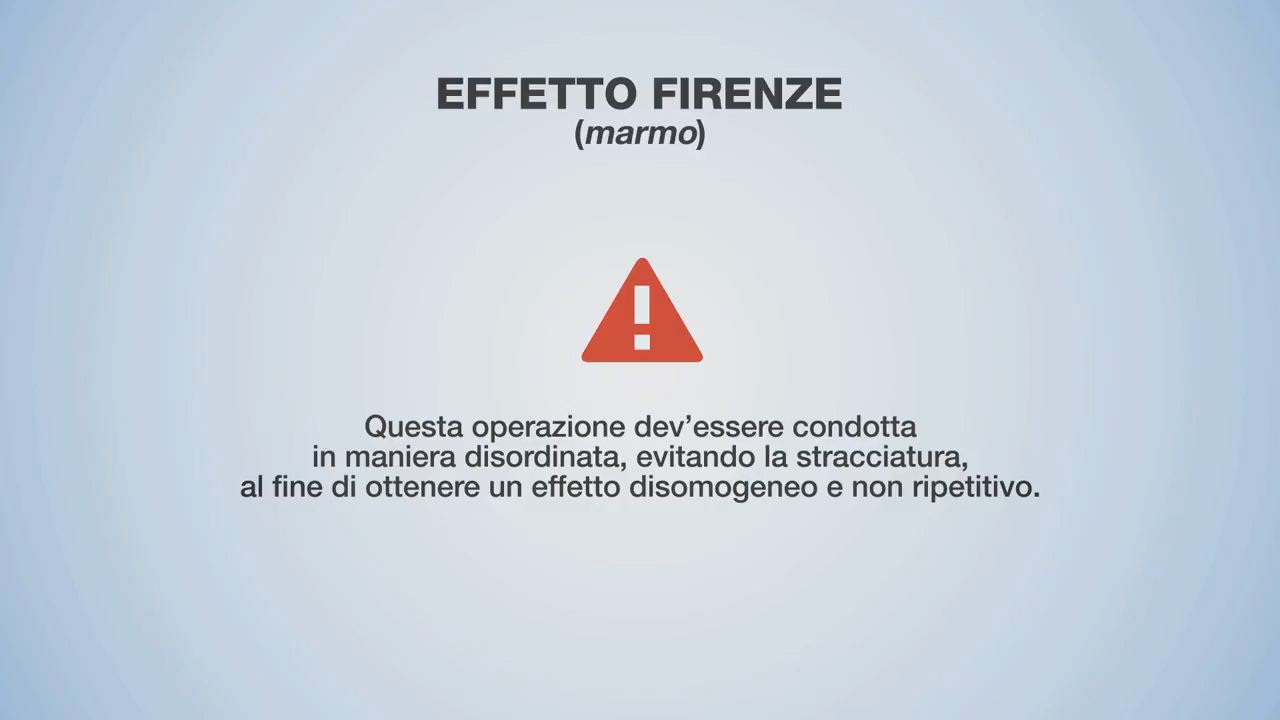 EFFETTO FIRENZE
(marmo)
Questa operazione dev’essere condotta
in maniera disordinata, evitando la stracciatura,
al fine di ottenere un effetto disomogeneo e non ripetitivo.